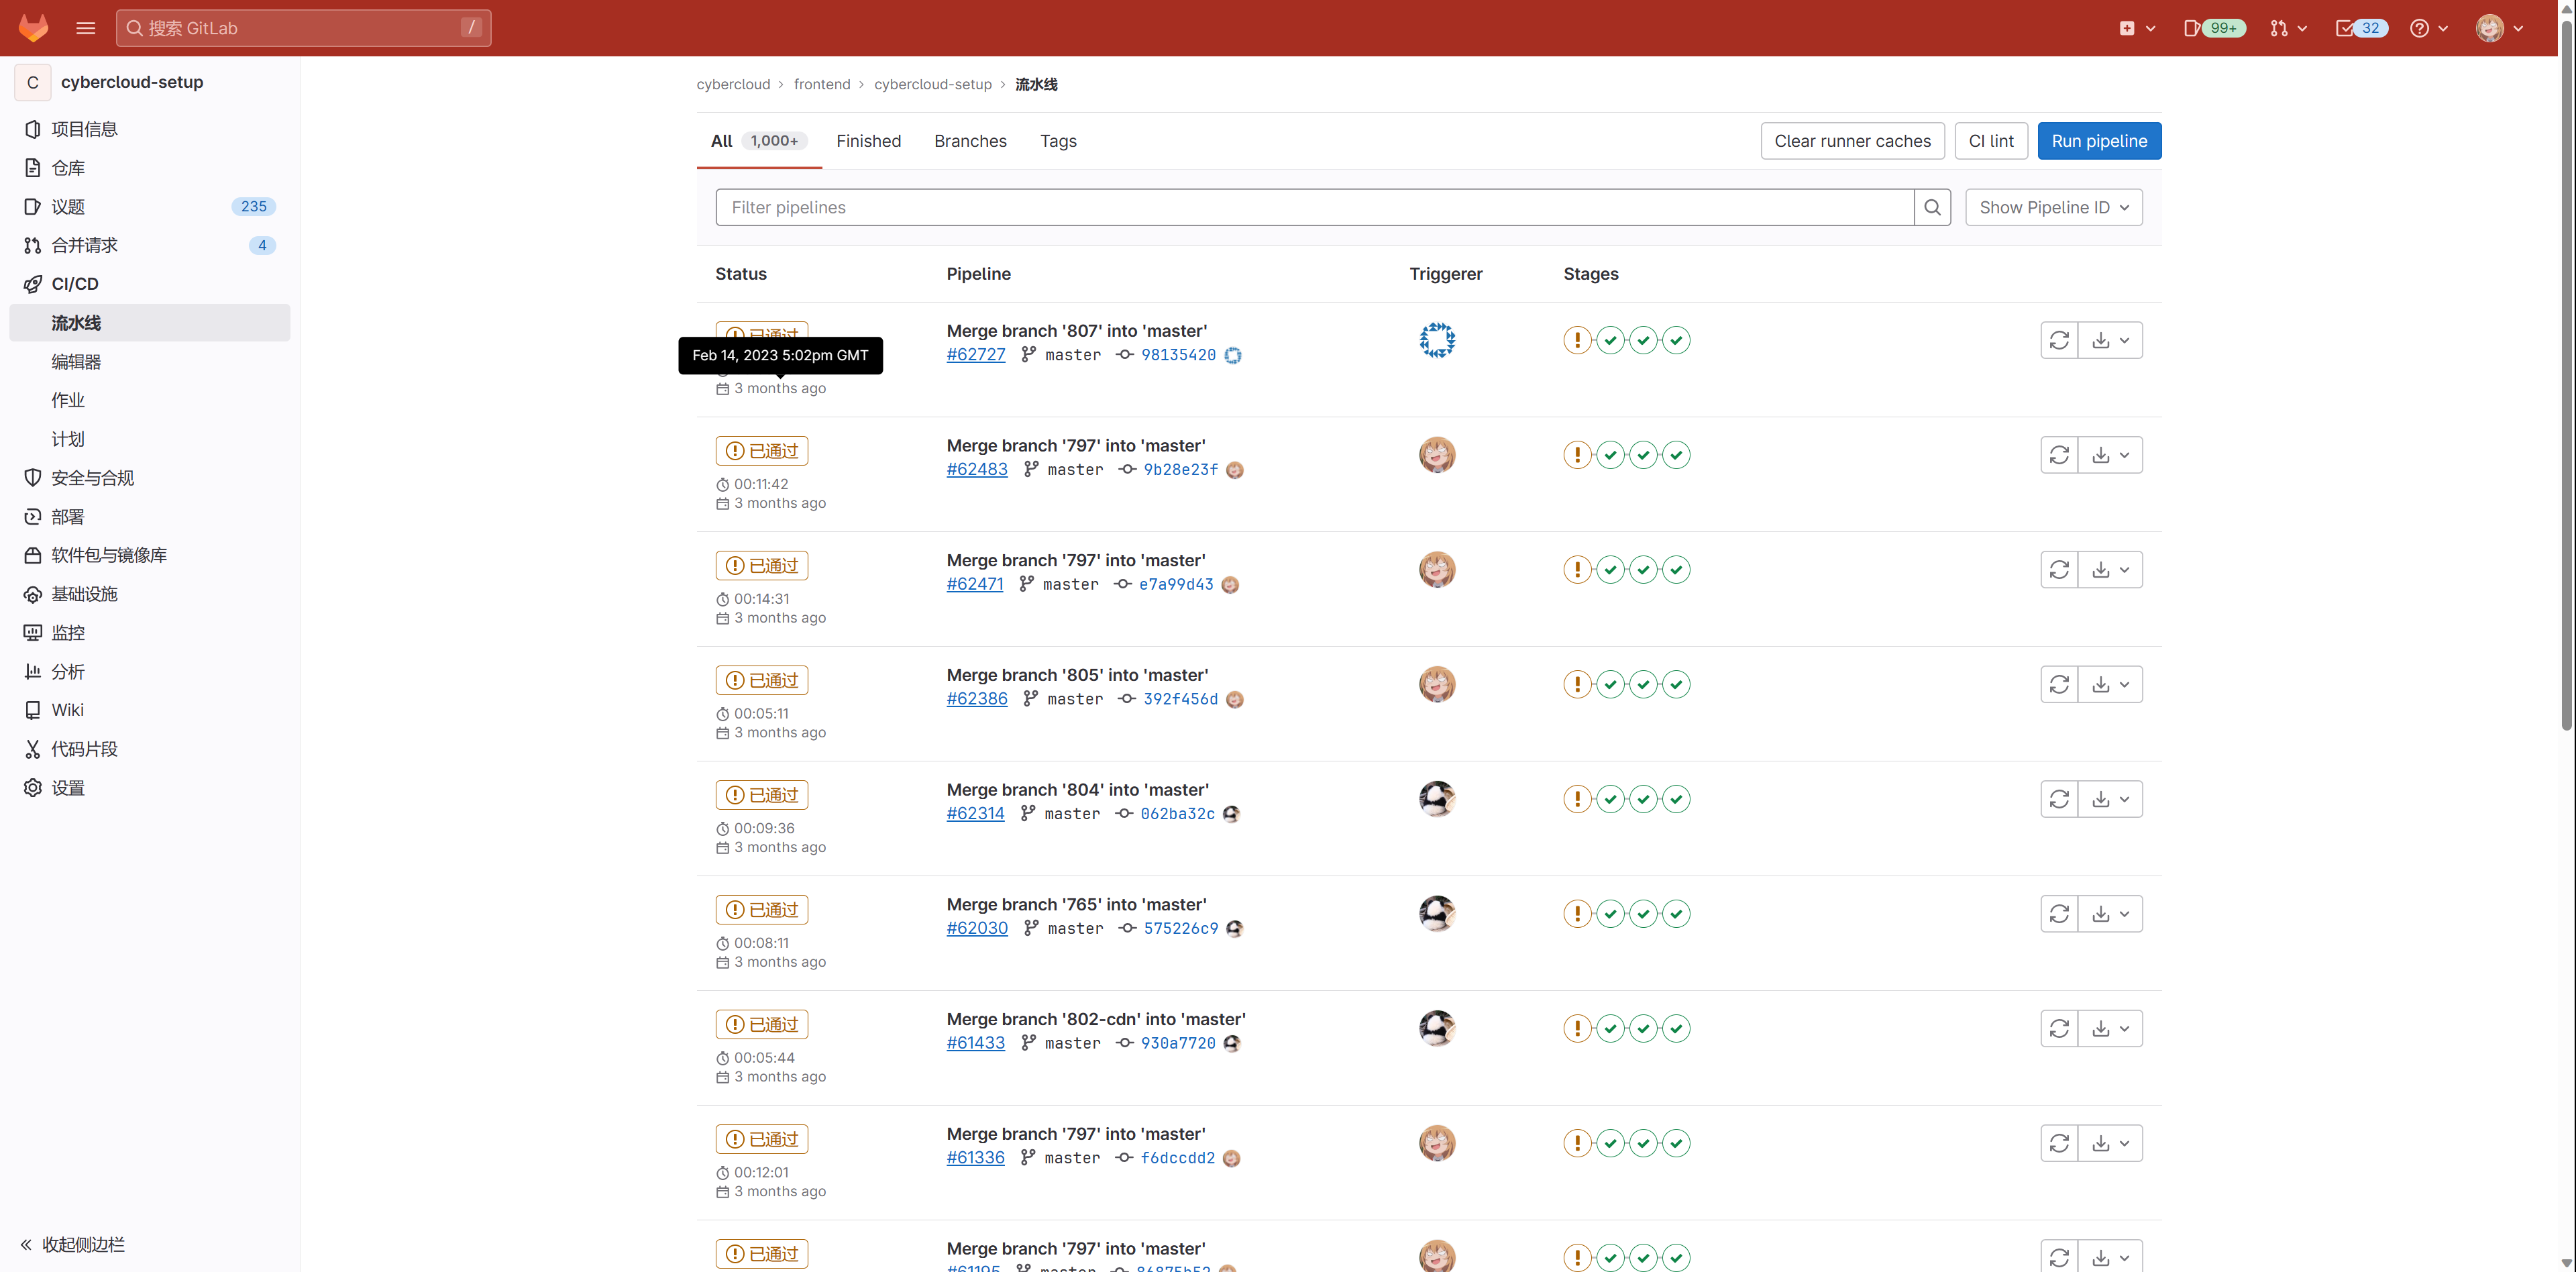 搜索 GitLab
/
99+
32
C
cybercloud-setup
项目信息
仓库
议题
235
合并请求
4
CI/CD
流水线
编辑器
作业
计划
安全与合规
部署
软件包与镜像库
基础设施
监控
分析
Wiki
代码片段
设置
收起侧边栏
cybercloud › frontend › cybercloud-setup › 流水线
All 1,000+ Finished Branches Tags
Clear runner caches
CI lint
Run pipeline
Filter pipelines
Show Pipeline ID
Status Pipeline Triggerer Stages
已通过
Feb 14, 2023 5:02pm GMT
3 months ago
Merge branch '807' into 'master'
#62727 master 98135420
已通过
00:11:42
3 months ago
Merge branch '797' into 'master'
#62483 master 9b28e23f
已通过
00:14:31
3 months ago
Merge branch '797' into 'master'
#62471 master e7a99d43
已通过
00:05:11
3 months ago
Merge branch '805' into 'master'
#62386 master 392f456d
已通过
00:09:36
3 months ago
Merge branch '804' into 'master'
#62314 master 062ba32c
已通过
00:08:11
3 months ago
Merge branch '765' into 'master'
#62030 master 575226c9
已通过
00:05:44
3 months ago
Merge branch '802-cdn' into 'master'
#61433 master 930a7720
已通过
00:12:01
3 months ago
Merge branch '797' into 'master'
#61336 master f6dccdd2
已通过
Merge branch '797' into 'master'
#61195 master